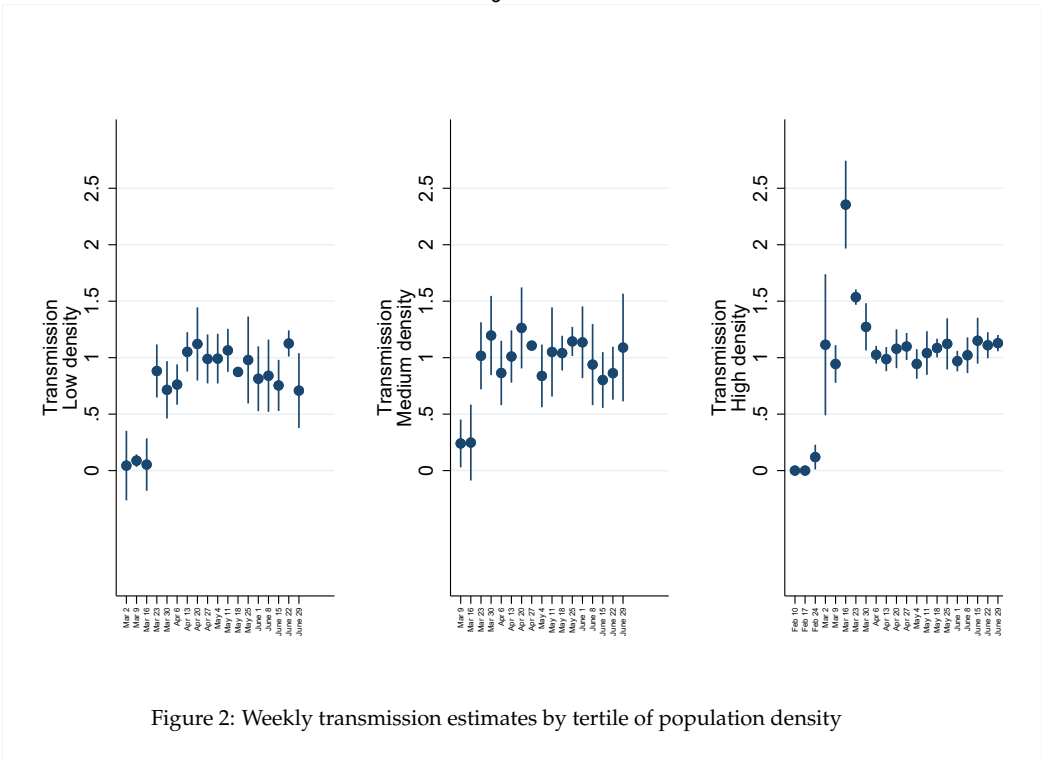 2.5
2
1.5
1
.5
0
Transmission
Low density
Mar 2
Mar 9
Mar 16
Mar 23
Mar 30
Apr 6
Apr 13
Apr 20
Apr 27
May 4
May 11
May 18
May 25
June 1
June 8
June 15
June 22
June 29
2.5
2
1.5
1
.5
0
Transmission
Medium density
Mar 9
Mar 16
Mar 23
Mar 30
Apr 6
Apr 13
Apr 20
Apr 27
May 4
May 11
May 18
May 25
June 1
June 8
June 15
June 22
June 29
2.5
2
1.5
1
.5
0
Transmission
High density
Feb 10
Feb 17
Feb 24
Mar 2
Mar 9
Mar 16
Mar 23
Mar 30
Apr 6
Apr 13
Apr 20
Apr 27
May 4
May 11
May 18
May 25
June 1
June 8
June 15
June 22
June 29
Figure 2: Weekly transmission estimates by tertile of population density